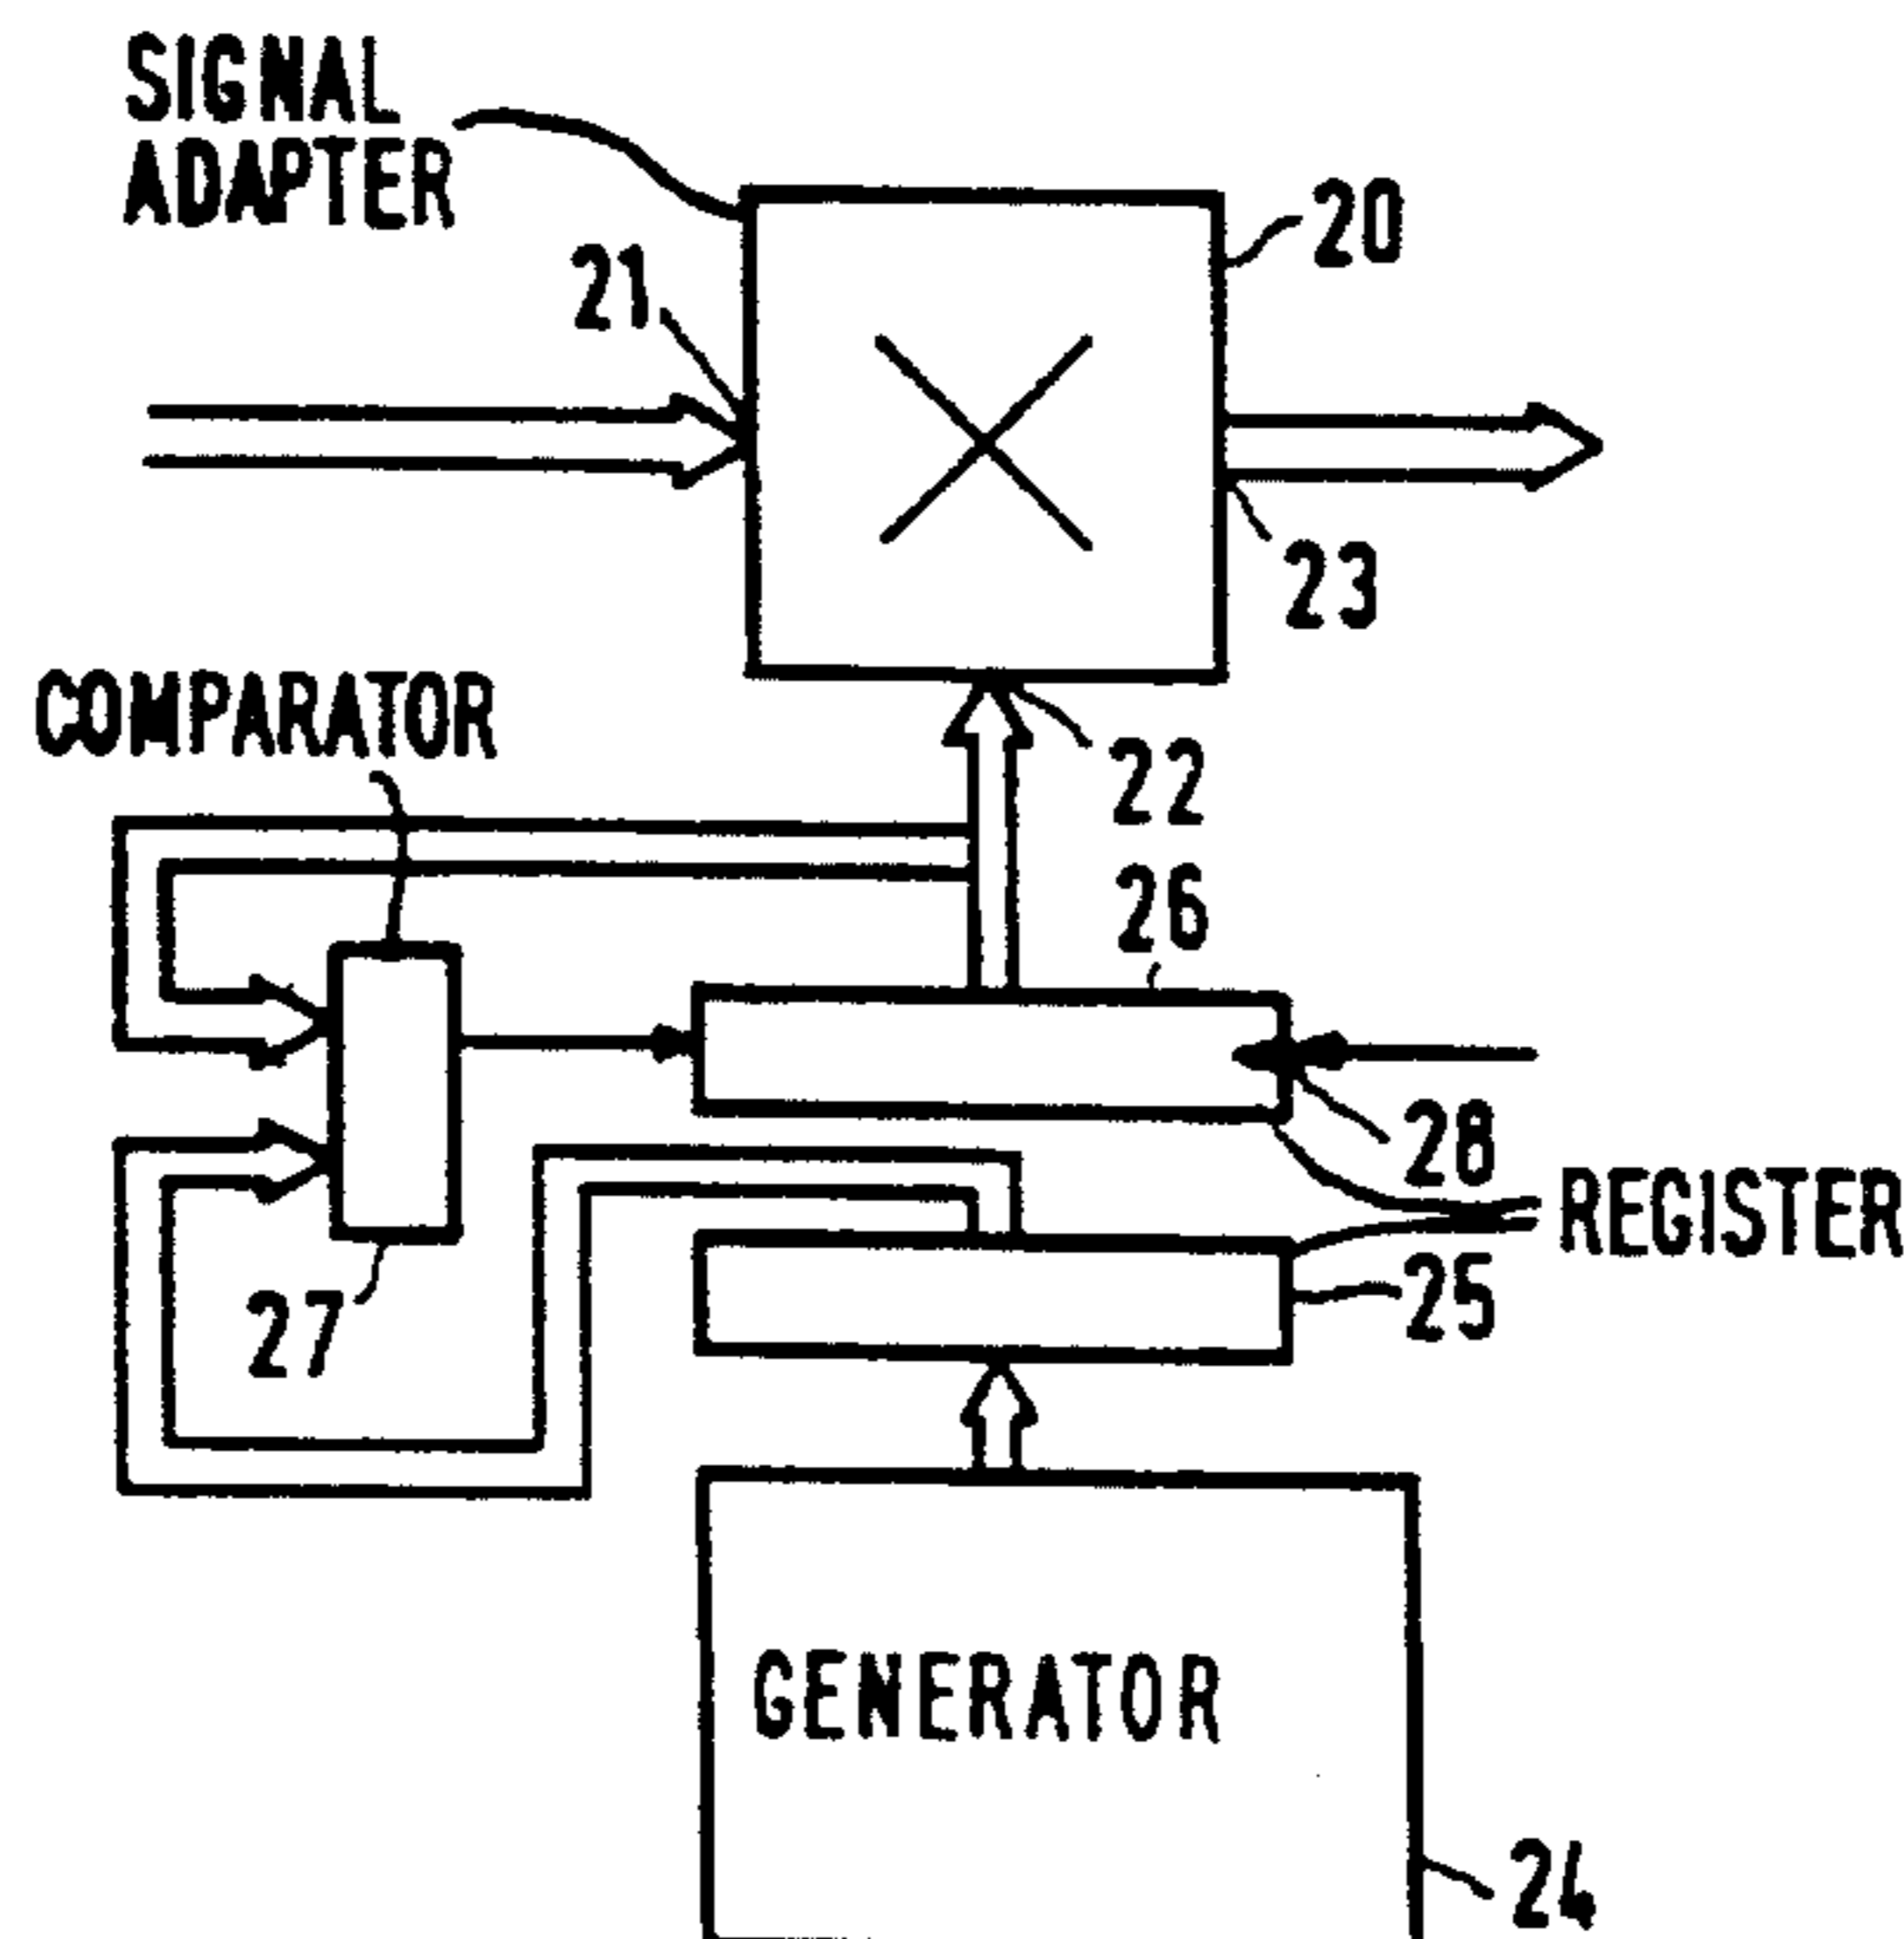 SIGNAL
ADAPTER
20
21
23
COMPARATOR
22
26
28
REGISTER
25
27
GENERATOR
24